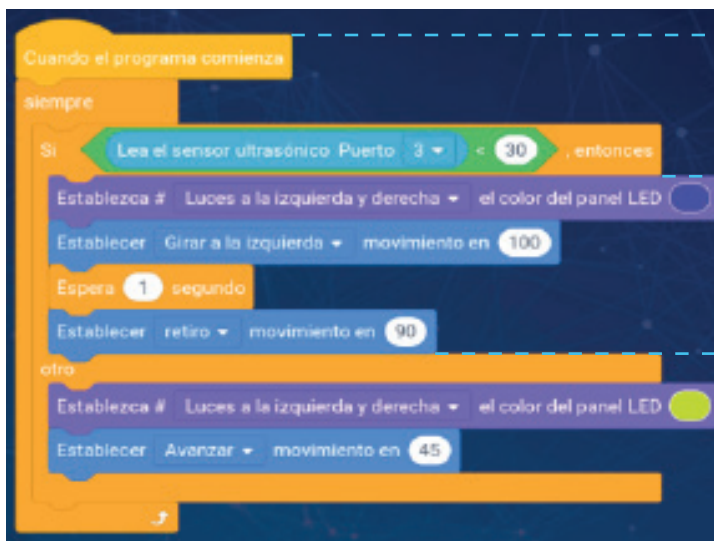 Cuando el programa comienza
siempre
Si Lea el sensor ultrasónico Puerto 3 < 30 , entonces
Establezca # Luces a la izquierda y derecha el color del panel LED
Establecer Girar a la izquierda movimiento en 100
Espera 1 segundo
Establecer retiro movimiento en 90
otro
Establezca # Luces a la izquierda y derecha el color del panel LED
Establecer Avanzar movimiento en 45